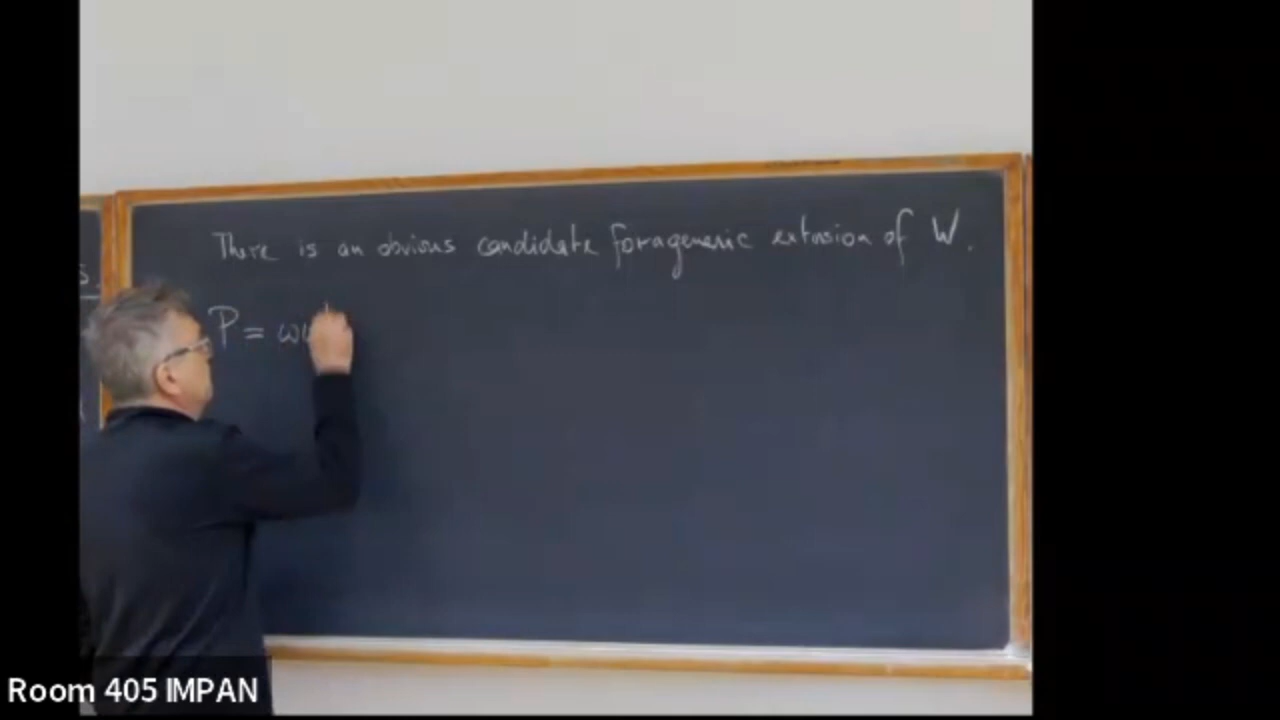 There is an obvious candidate for a generic extension of W.
P = ω
Room 405 IMPAN